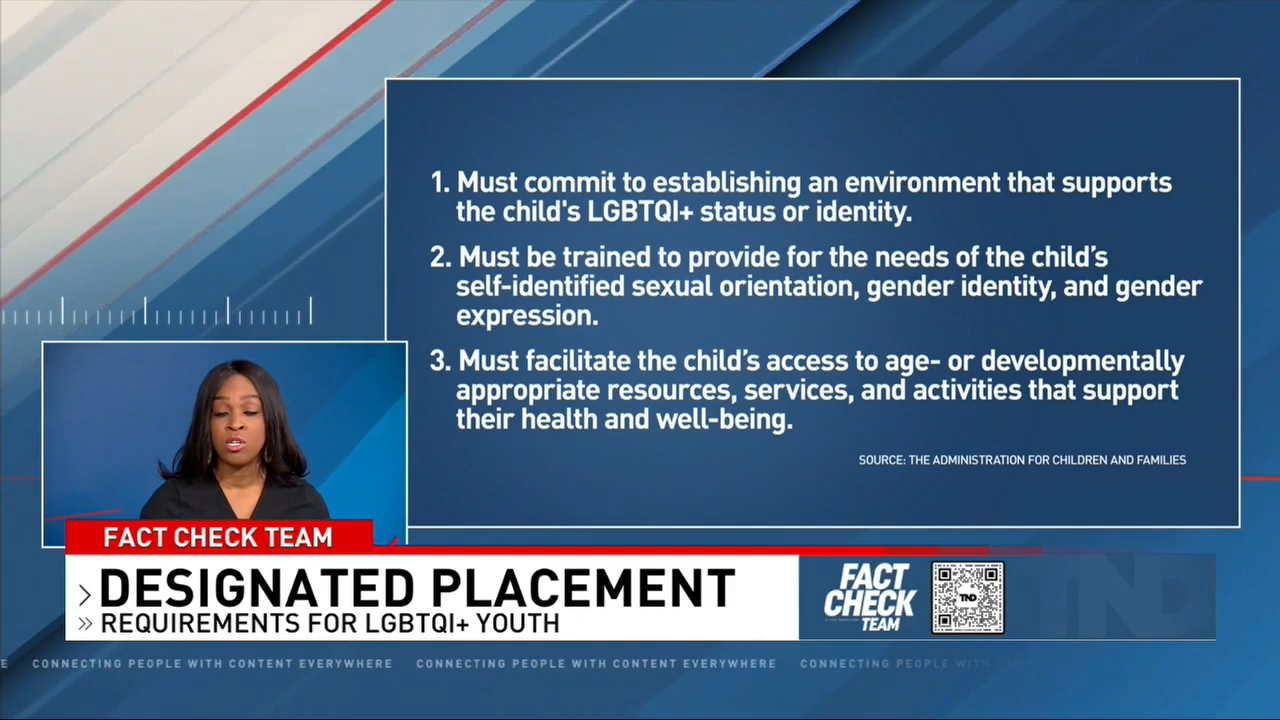 1. Must commit to establishing an environment that supports
the child's LGBTQI+ status or identity.
2. Must be trained to provide for the needs of the child's
self-identified sexual orientation, gender identity, and gender
expression.
3. Must facilitate the child's access to age- or developmentally
appropriate resources, services, and activities that support
their health and well-being.
SOURCE: THE ADMINISTRATION FOR CHILDREN AND FAMILIES
FACT CHECK TEAM
DESIGNATED PLACEMENT
REQUIREMENTS FOR LGBTQI+ YOUTH
FACT
CHECK
TEAM
TND
TND
CONNECTING PEOPLE WITH CONTENT EVERYWHERE CONNECTING PEOPLE WITH CONTENT EVERYWHERE CONNECTING PEOPLE